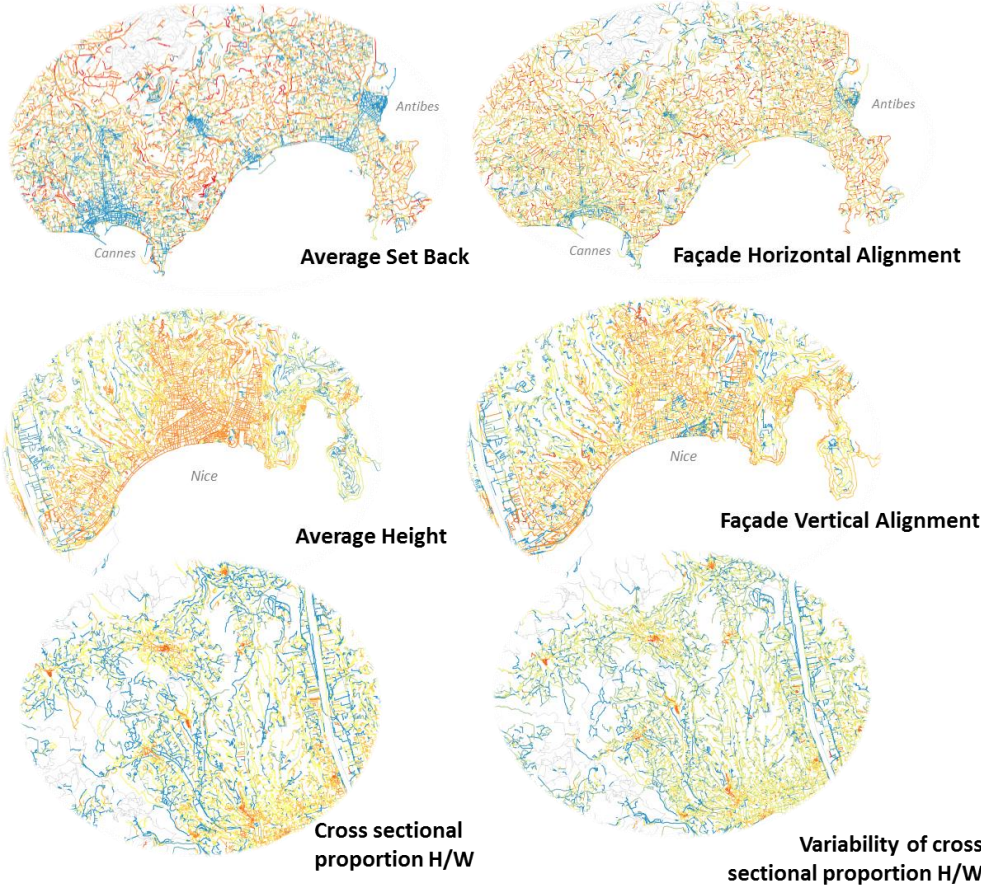 Antibes
Cannes
Average Set Back
Antibes
Cannes
Façade Horizontal Alignment
Nice
Average Height
Nice
Façade Vertical Alignment
Cross sectional
proportion H/W
Variability of cross
sectional proportion H/W